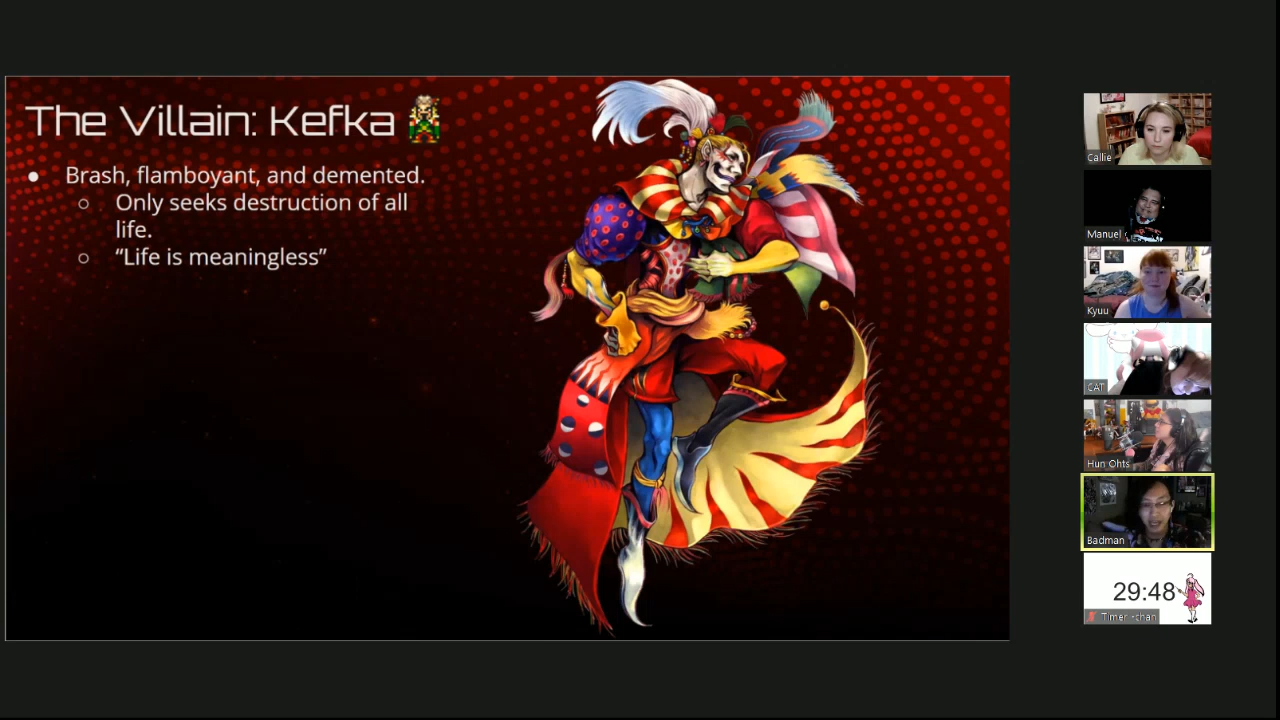 The Villain: Kefka
Brash, flamboyant, and demented.
Only seeks destruction of all
life.
“Life is meaningless”
Callie
Manuel
Kyuu
CAT
Hun Ohts
Badman
29:48
Timer -chan